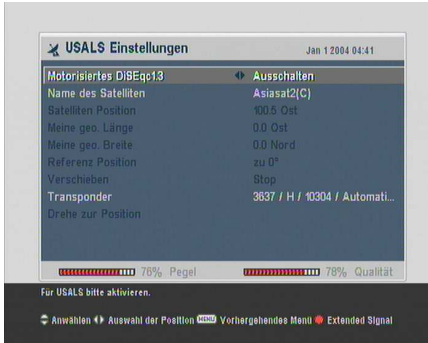 USALS Einstellungen Jan 1 2004 04:41
Motorisiertes DiSEqc1.3 Ausschalten
Name des Satelliten Asiasat2(C)
Satelliten Position 100.5 Ost
Meine geo. Länge 0.0 Ost
Meine geo. Breite 0.0 Nord
Referenz Position zu 0°
Verschieben Stop
Transponder 3637 / H / 10304 / Automati...
Drehe zur Position
76% Pegel 78% Qualität
Für USALS bitte aktivieren.
Anwählen Auswahl der Position MENU Vorhergehendes Menü Extended Signal